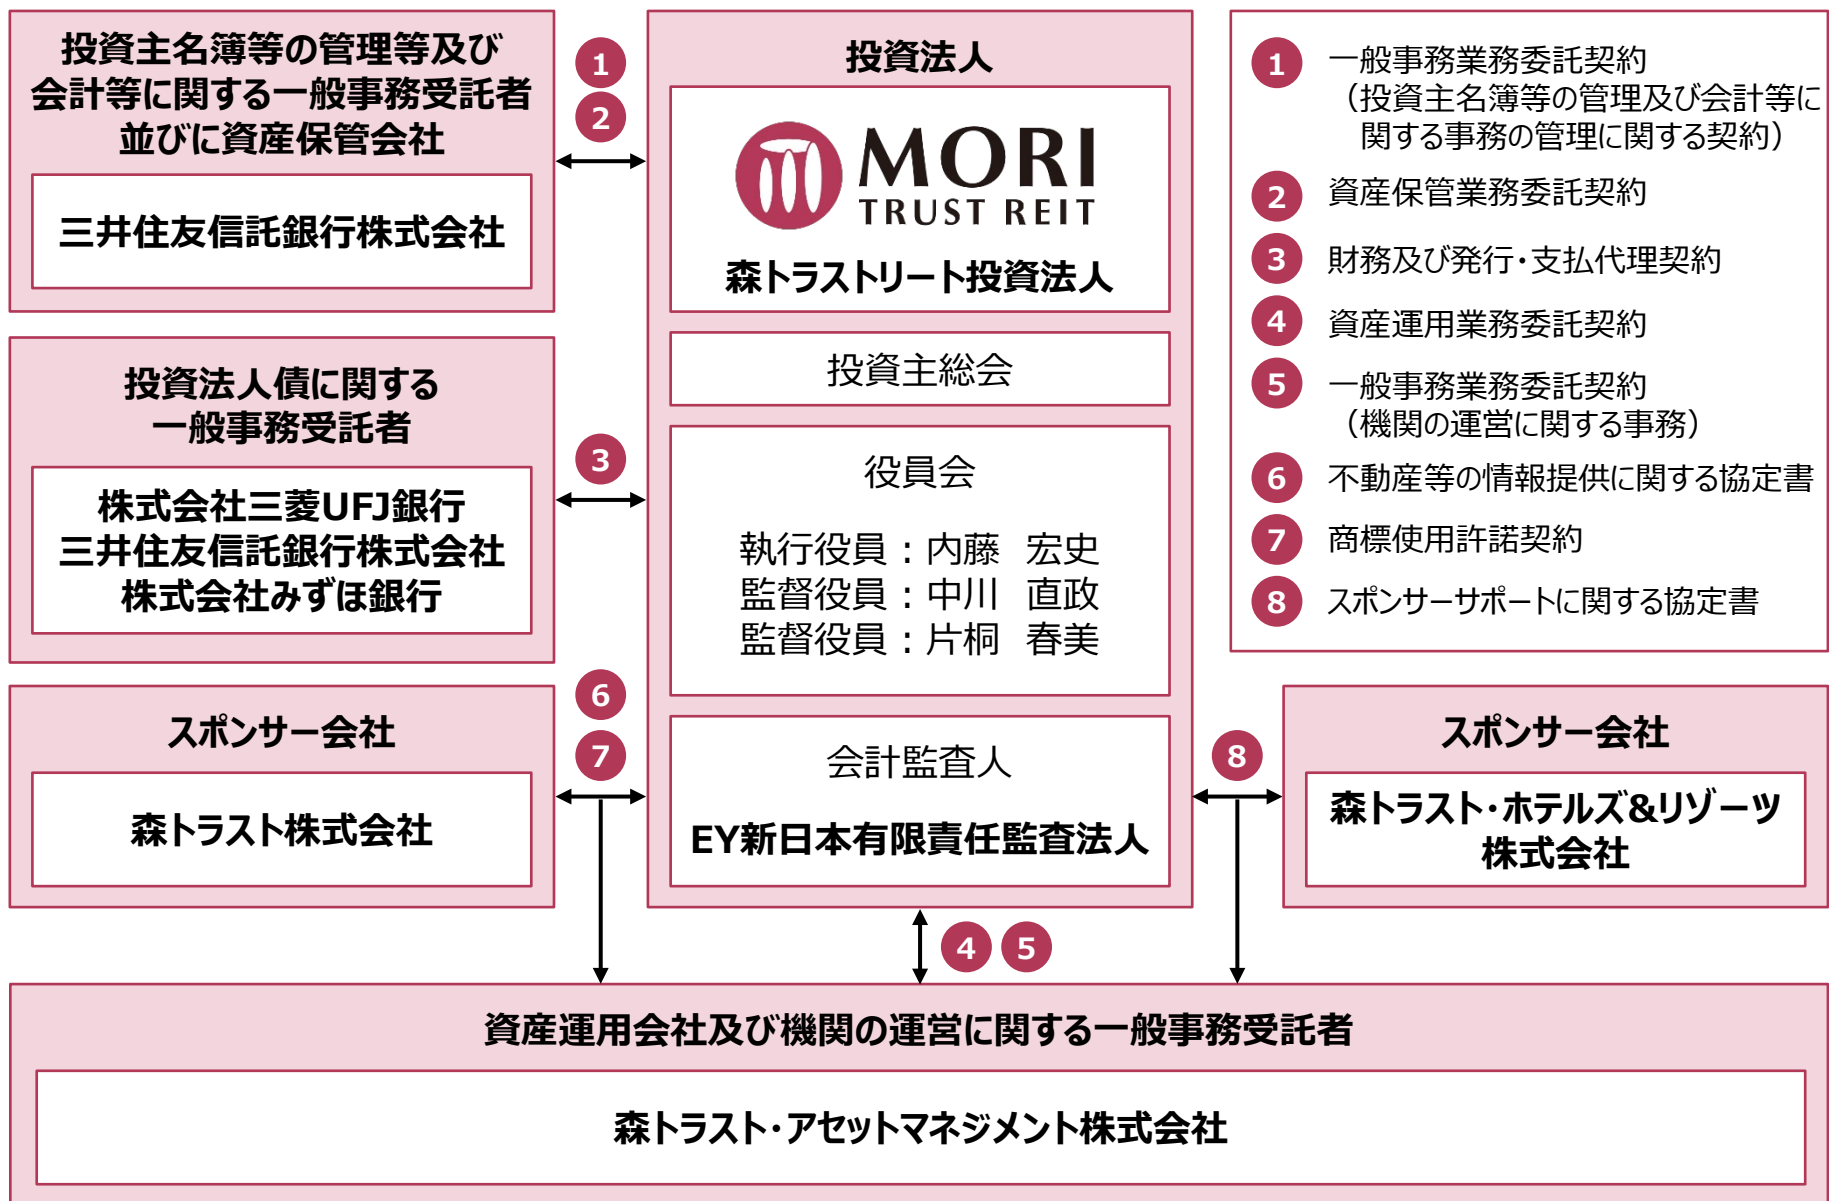 投資主名簿等の管理等及び
会計等に関する一般事務受託者
並びに資産保管会社
三井住友信託銀行株式会社
1
2
投資法人債に関する
一般事務受託者
株式会社三菱UFJ銀行
三井住友信託銀行株式会社
株式会社みずほ銀行
3
スポンサー会社
森トラスト株式会社
6
7
投資法人
MORI
TRUST REIT
森トラストリート投資法人
投資主総会
役員会
執行役員：内藤　宏史
監督役員：中川　直政
監督役員：片桐　春美
会計監査人
EY新日本有限責任監査法人
8
スポンサー会社
森トラスト・ホテルズ&リゾーツ
株式会社
4 5
資産運用会社及び機関の運営に関する一般事務受託者
森トラスト・アセットマネジメント株式会社
1 一般事務業務委託契約
（投資主名簿等の管理及び会計等に
関する事務の管理に関する契約）
2 資産保管業務委託契約
3 財務及び発行・支払代理契約
4 資産運用業務委託契約
5 一般事務業務委託契約
（機関の運営に関する事務）
6 不動産等の情報提供に関する協定書
7 商標使用許諾契約
8 スポンサーサポートに関する協定書